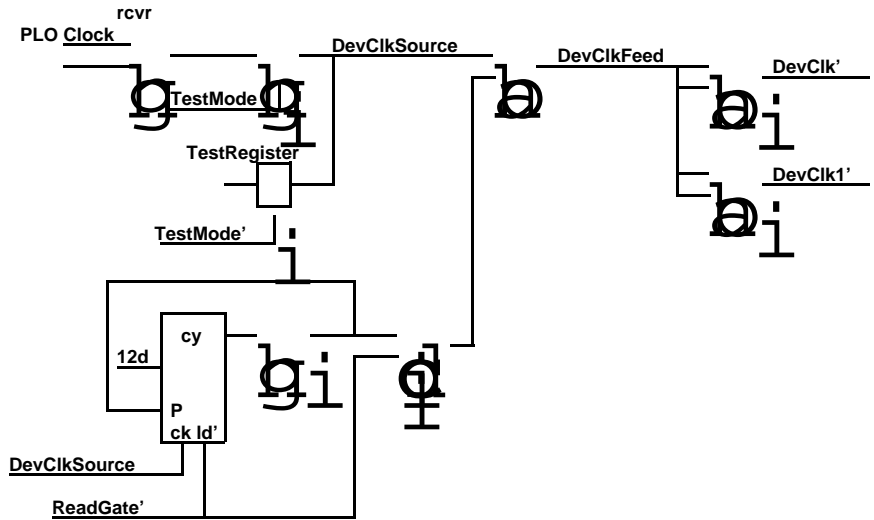 rcvr
PLO Clock
DevClkSource
DevClkFeed
DevClk'
TestMode
TestRegister
DevClk1'
TestMode'
cy
12d
P
ck ld'
DevClkSource
ReadGate'